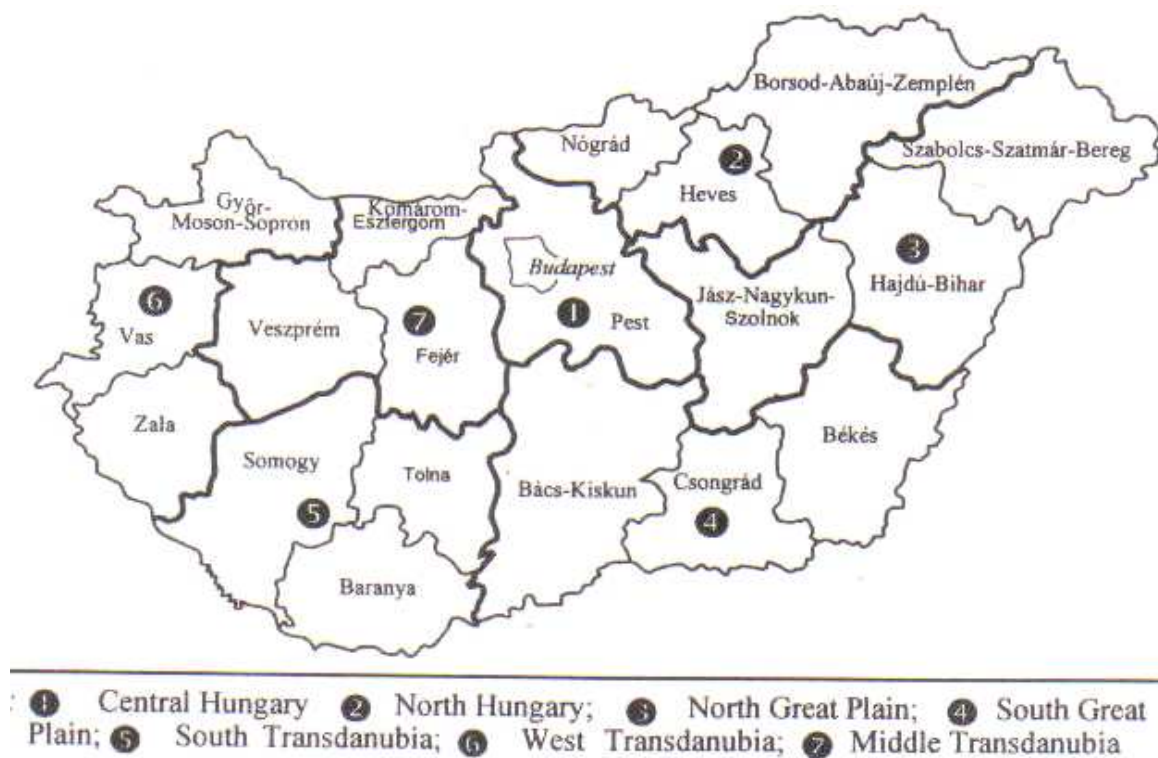 Borsod-Abaúj-Zemplén
Nógrád
Szabolcs-Szatmár-Bereg
2
Heves
Győr-
Moson-Sopron
Komárom-
Esztergom
3
Hajdú-Bihar
Budapest
Jász-Nagykun-
Szolnok
6
Vas
Veszprém
7
Fejér
1
Pest
Zala
Somogy
Tolna
Békés
Bács-Kiskun
Csongrád
5
4
Baranya
: 1 Central Hungary 2 North Hungary; 3 North Great Plain; 4 South Great
Plain; 5 South Transdanubia; 6 West Transdanubia; 7 Middle Transdanubia